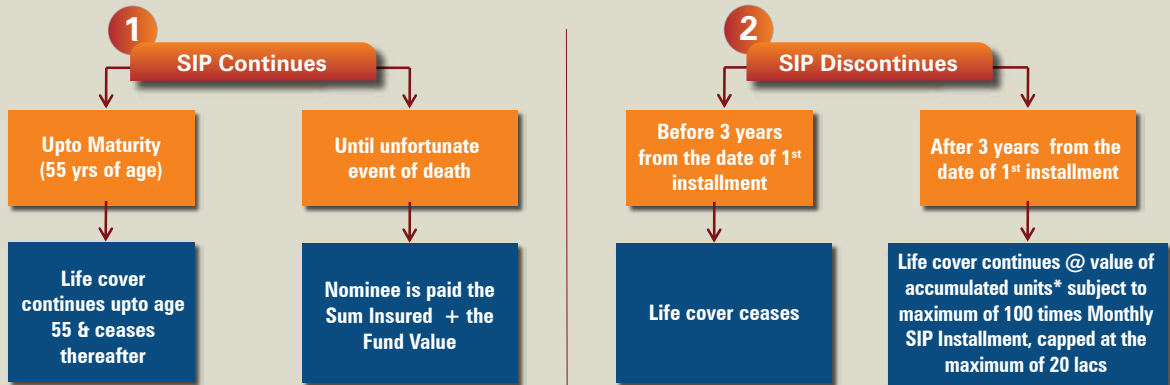 1
SIP Continues
Upto Maturity
(55 yrs of age)
Until unfortunate
event of death
Life cover
continues upto age
55 & ceases
thereafter
Nominee is paid the
Sum Insured + the
Fund Value
2
SIP Discontinues
Before 3 years
from the date of 1st
installment
After 3 years from the
date of 1st installment
Life cover ceases
Life cover continues @ value of
accumulated units* subject to
maximum of 100 times Monthly
SIP Installment, capped at the
maximum of 20 lacs